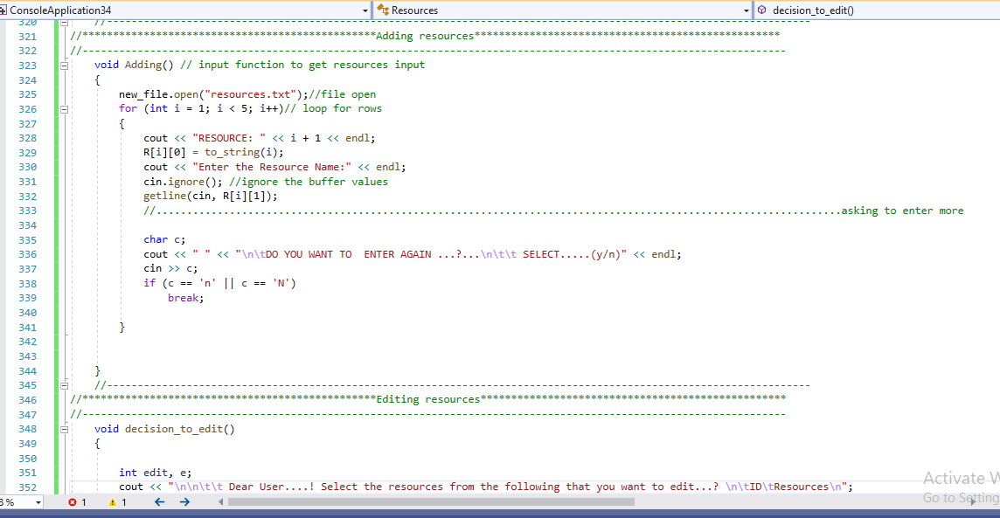 ConsoleApplication34 Resources decision_to_edit()
320 //-------------------------------------------------------------------------------------------------------------------
321 //************************************************Adding resources**************************************************
322 //-------------------------------------------------------------------------------------------------------------------
323 void Adding() // input function to get resources input
324 {
325 new_file.open("resources.txt");//file open
326 for (int i = 1; i < 5; i++)// loop for rows
327 {
328 cout << "RESOURCE: " << i + 1 << endl;
329 R[i][0] = to_string(i);
330 cout << "Enter the Resource Name:" << endl;
331 cin.ignore(); //ignore the buffer values
332 getline(cin, R[i][1]);
333 //................................................................................................................asking to enter more
334
335 char c;
336 cout << " " << "\n\tDO YOU WANT TO  ENTER AGAIN ...?...\n\t\t SELECT.....(y/n)" << endl;
337 cin >> c;
338 if (c == 'n' || c == 'N')
339 break;
340
341 }
342
343
344 }
345 //-------------------------------------------------------------------------------------------------------------------
346 //************************************************Editing resources**************************************************
347 //-------------------------------------------------------------------------------------------------------------------
348 void decision_to_edit()
349 {
350
351 int edit, e;
352 cout << "\n\n\t\t Dear User....! Select the resources from the following that you want to edit...? \n\tID\tResources\n";
Activate W
Go to Setting
8 % 1 1